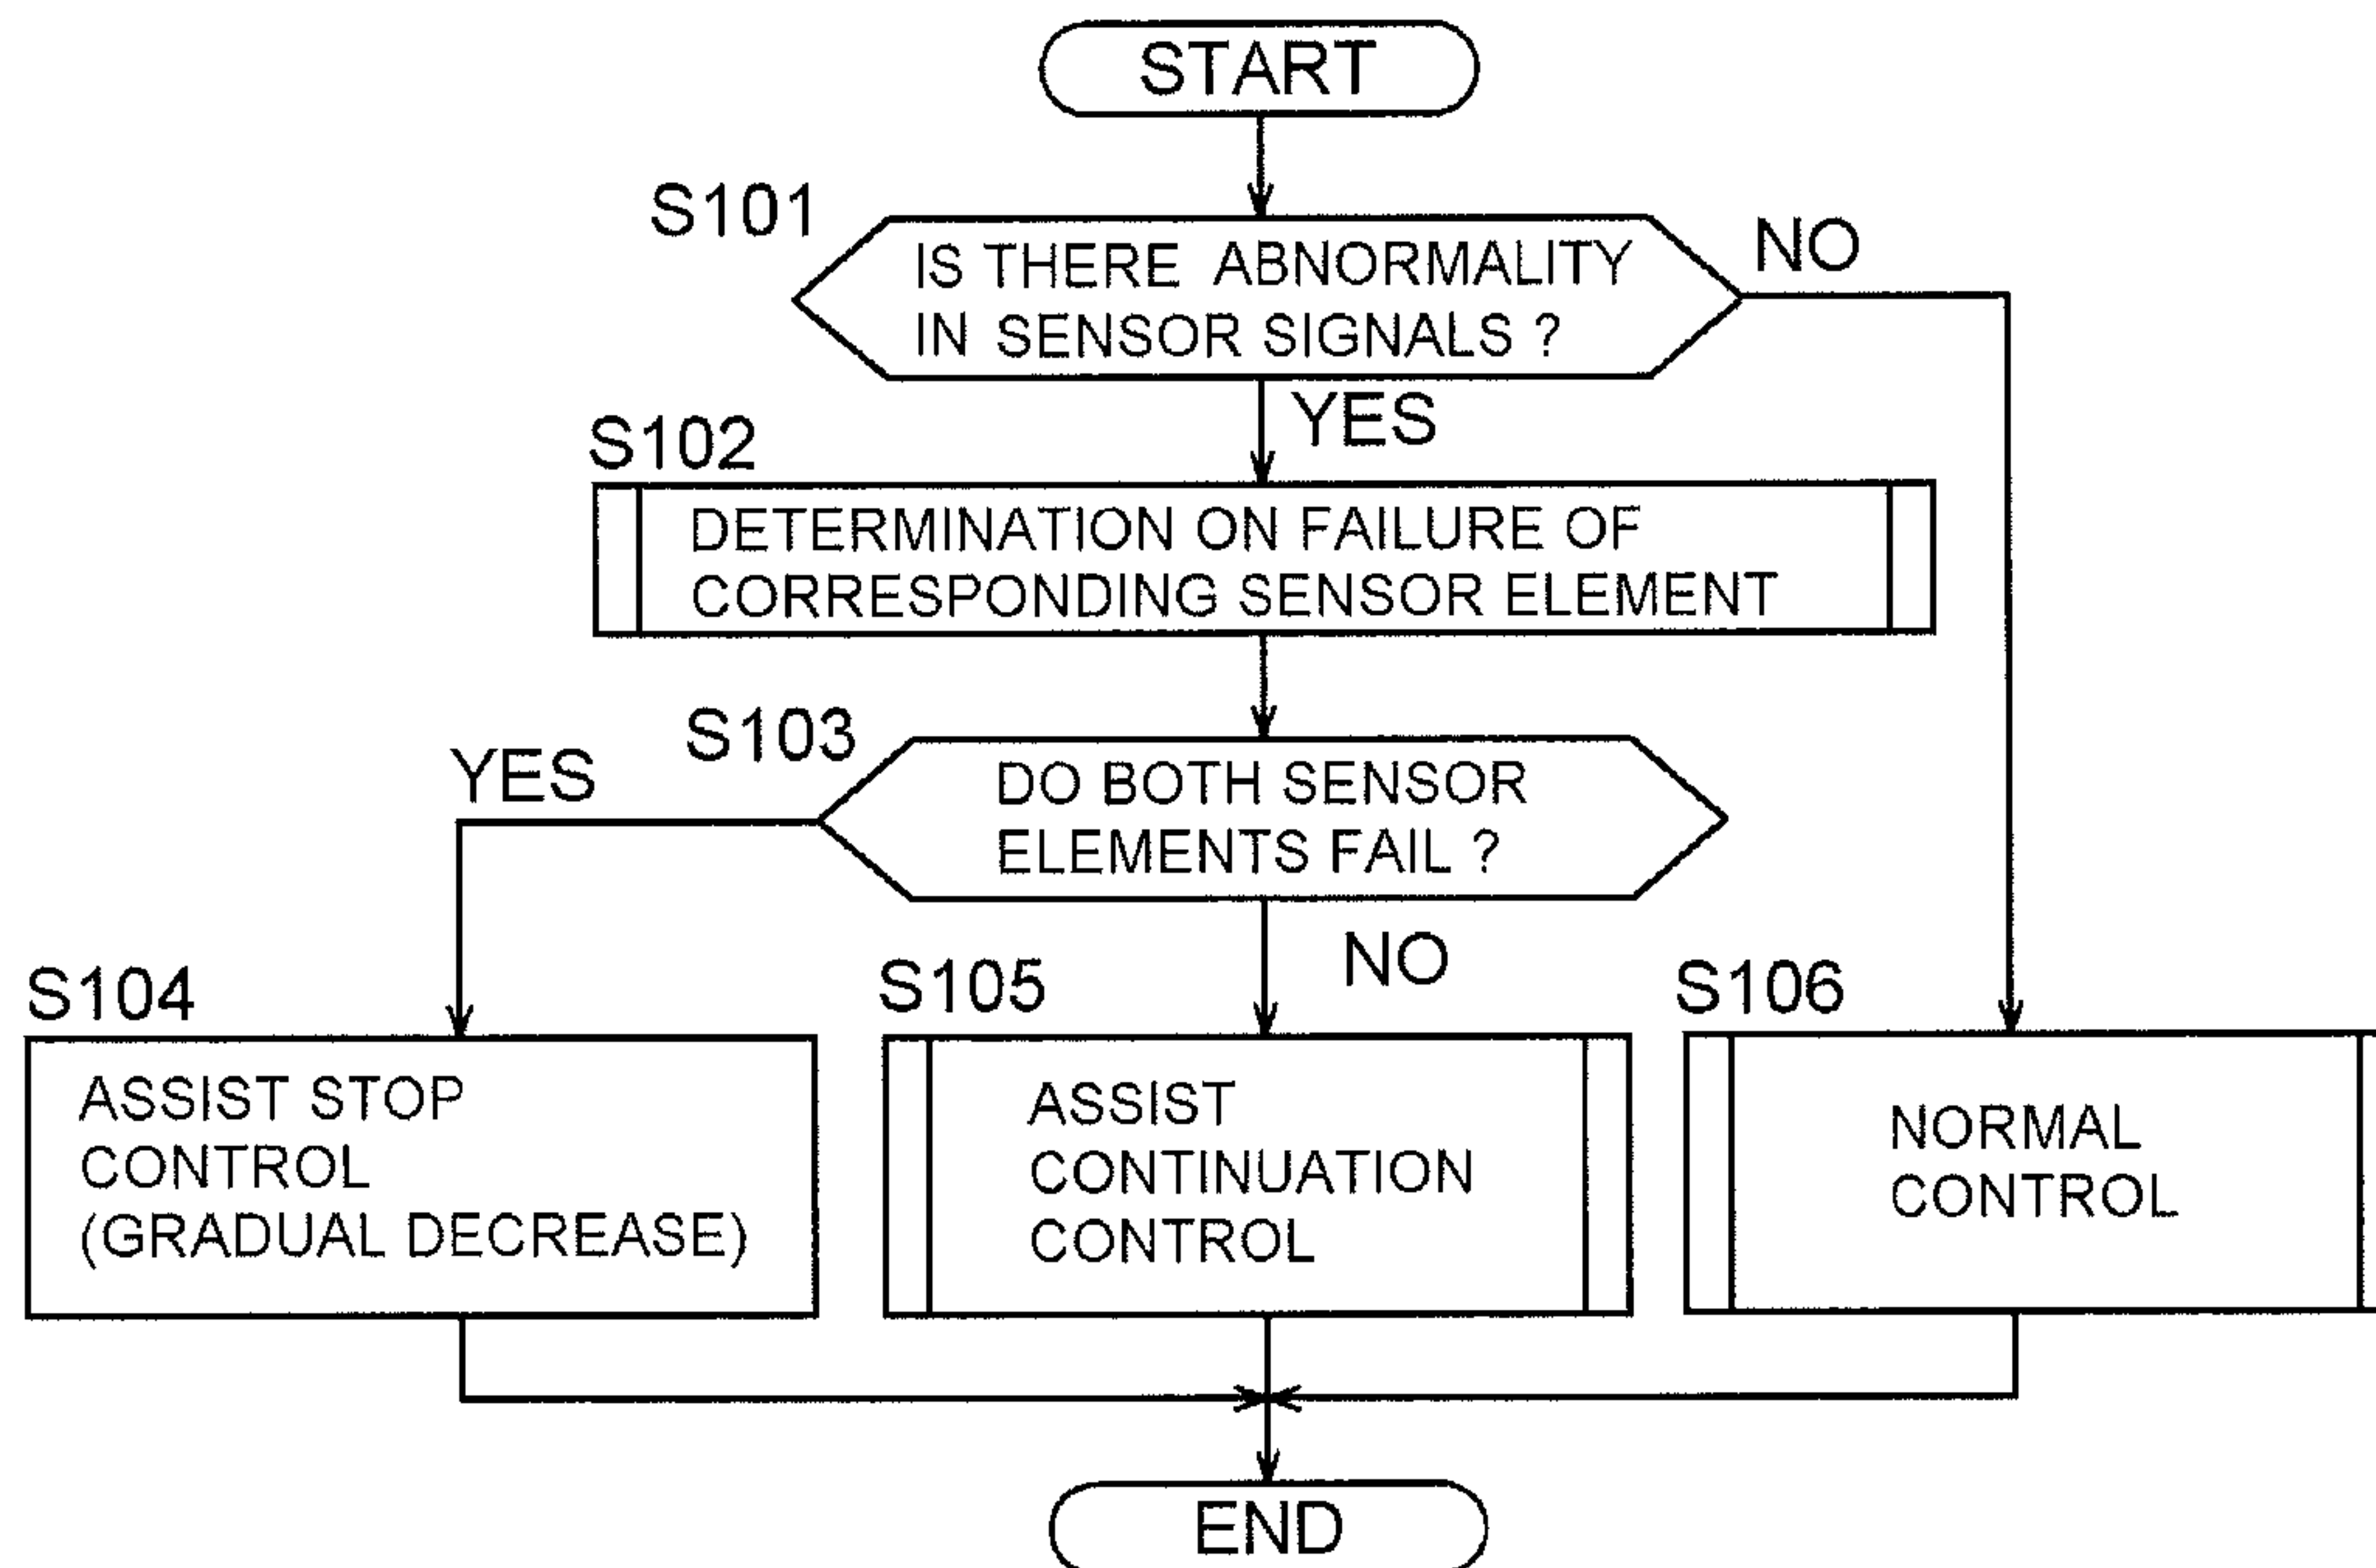 START
S101
IS THERE ABNORMALITY
IN SENSOR SIGNALS ?
NO
YES
S102
DETERMINATION ON FAILURE OF
CORRESPONDING SENSOR ELEMENT
S103
YES
DO BOTH SENSOR
ELEMENTS FAIL ?
NO
S104
ASSIST STOP
CONTROL
(GRADUAL DECREASE)
S105
ASSIST
CONTINUATION
CONTROL
S106
NORMAL
CONTROL
END